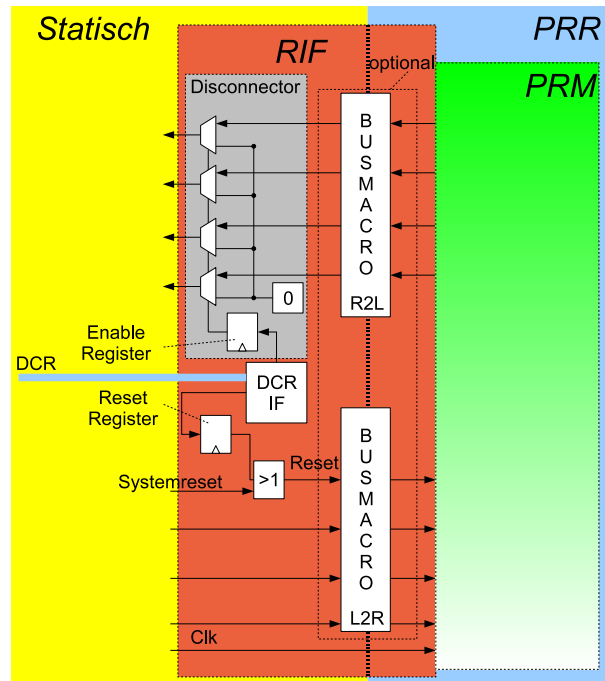 Statisch
PRR
RIF
optional
PRM
Disconnector
B
U
S
M
A
C
R
O
R2L
0
Enable
Register
DCR
DCR
IF
Reset
Register
B
U
S
M
A
C
R
O
L2R
>1
Reset
Systemreset
Clk